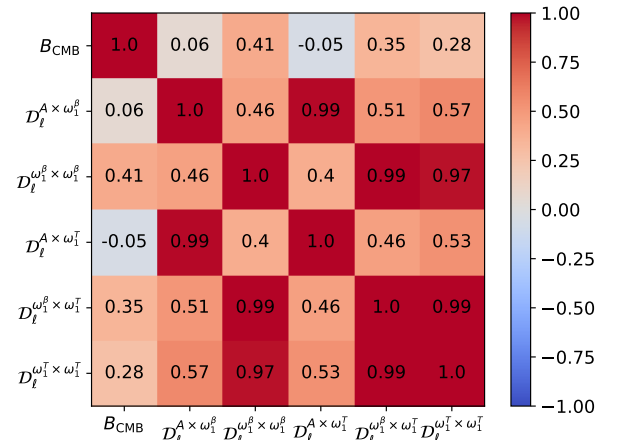 B_CMB 1.0 0.06 0.41 -0.05 0.35 0.28
𝒟_ℓ^{A × ω_1^β} 0.06 1.0 0.46 0.99 0.51 0.57
𝒟_ℓ^{ω_1^β × ω_1^β} 0.41 0.46 1.0 0.4 0.99 0.97
𝒟_ℓ^{A × ω_1^T} -0.05 0.99 0.4 1.0 0.46 0.53
𝒟_ℓ^{ω_1^β × ω_1^T} 0.35 0.51 0.99 0.46 1.0 0.99
𝒟_ℓ^{ω_1^T × ω_1^T} 0.28 0.57 0.97 0.53 0.99 1.0
B_CMB 𝒟_ℓ^{A × ω_1^β} 𝒟_ℓ^{ω_1^β × ω_1^β} 𝒟_ℓ^{A × ω_1^T} 𝒟_ℓ^{ω_1^β × ω_1^T} 𝒟_ℓ^{ω_1^T × ω_1^T}
1.00
0.75
0.50
0.25
0.00
−0.25
−0.50
−0.75
−1.00